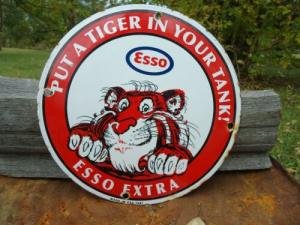 PUT A TIGER IN YOUR TANK!
Esso
ESSO EXTRA